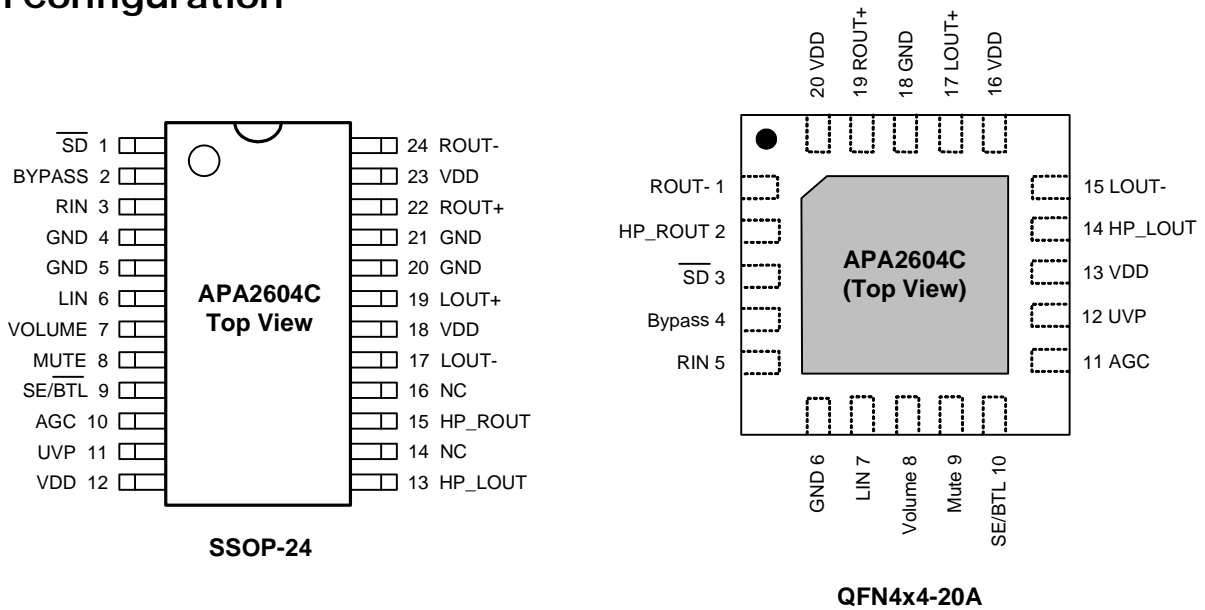 Configuration
SD 1
BYPASS 2
RIN 3
GND 4
GND 5
LIN 6
VOLUME 7
MUTE 8
SE/BTL 9
AGC 10
UVP 11
VDD 12
24 ROUT-
23 VDD
22 ROUT+
21 GND
20 GND
19 LOUT+
18 VDD
17 LOUT-
16 NC
15 HP_ROUT
14 NC
13 HP_LOUT
APA2604C
Top View
SSOP-24
20 VDD
19 ROUT+
18 GND
17 LOUT+
16 VDD
ROUT- 1
HP_ROUT 2
SD 3
Bypass 4
RIN 5
APA2604C
(Top View)
15 LOUT-
14 HP_LOUT
13 VDD
12 UVP
11 AGC
GND 6
LIN 7
Volume 8
Mute 9
SE/BTL 10
QFN4x4-20A